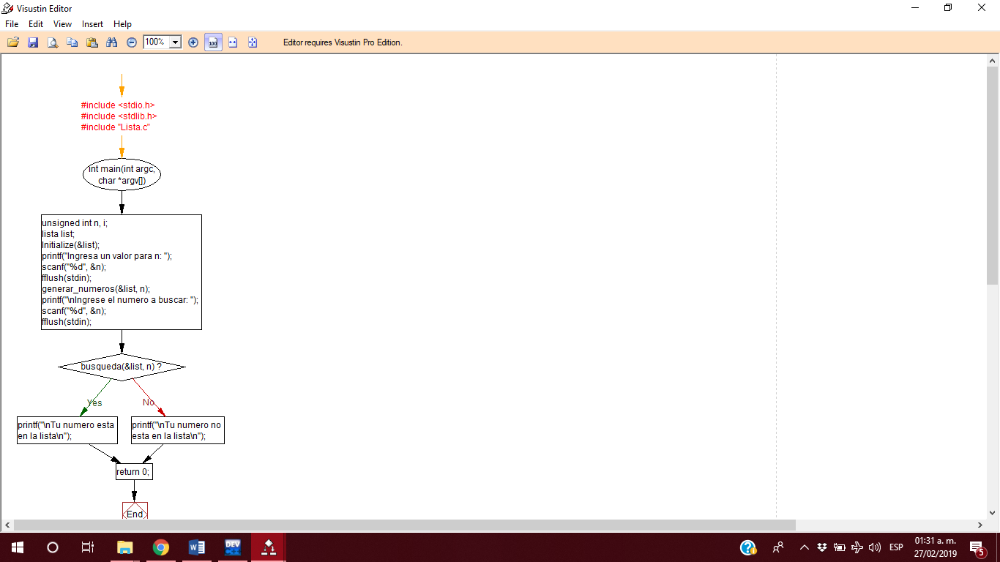 Visustin Editor
File Edit View Insert Help
100% Editor requires Visustin Pro Edition.
#include <stdio.h>
#include <stdlib.h>
#include "Lista.c"
int main(int argc,
char *argv[])
unsigned int n, i;
lista list;
Initialize(&list);
printf("Ingresa un valor para n: ");
scanf("%d", &n);
fflush(stdin);
generar_numeros(&list, n);
printf("\nIngrese el numero a buscar: ");
scanf("%d", &n);
fflush(stdin);
busqueda(&list, n) ?
Yes No
printf("\nTu numero esta
en la lista\n");
printf("\nTu numero no
esta en la lista\n");
return 0;
End
DEV
ESP
01:31 a. m.
27/02/2019
5